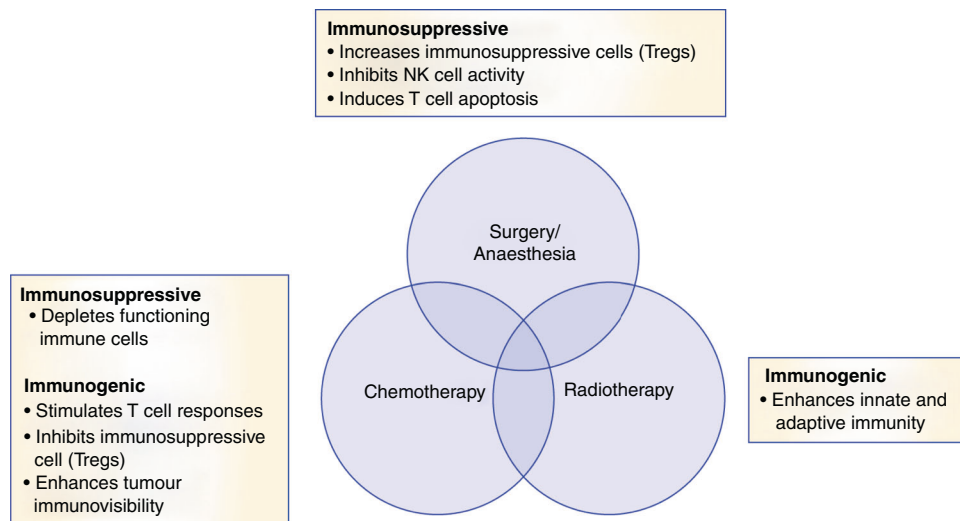 Immunosuppressive
• Increases immunosuppressive cells (Tregs)
• Inhibits NK cell activity
• Induces T cell apoptosis
Surgery/
Anaesthesia
Immunosuppressive
• Depletes functioning
immune cells
Immunogenic
• Stimulates T cell responses
• Inhibits immunosuppressive
cell (Tregs)
• Enhances tumour
immunovisibility
Chemotherapy
Radiotherapy
Immunogenic
• Enhances innate and
adaptive immunity